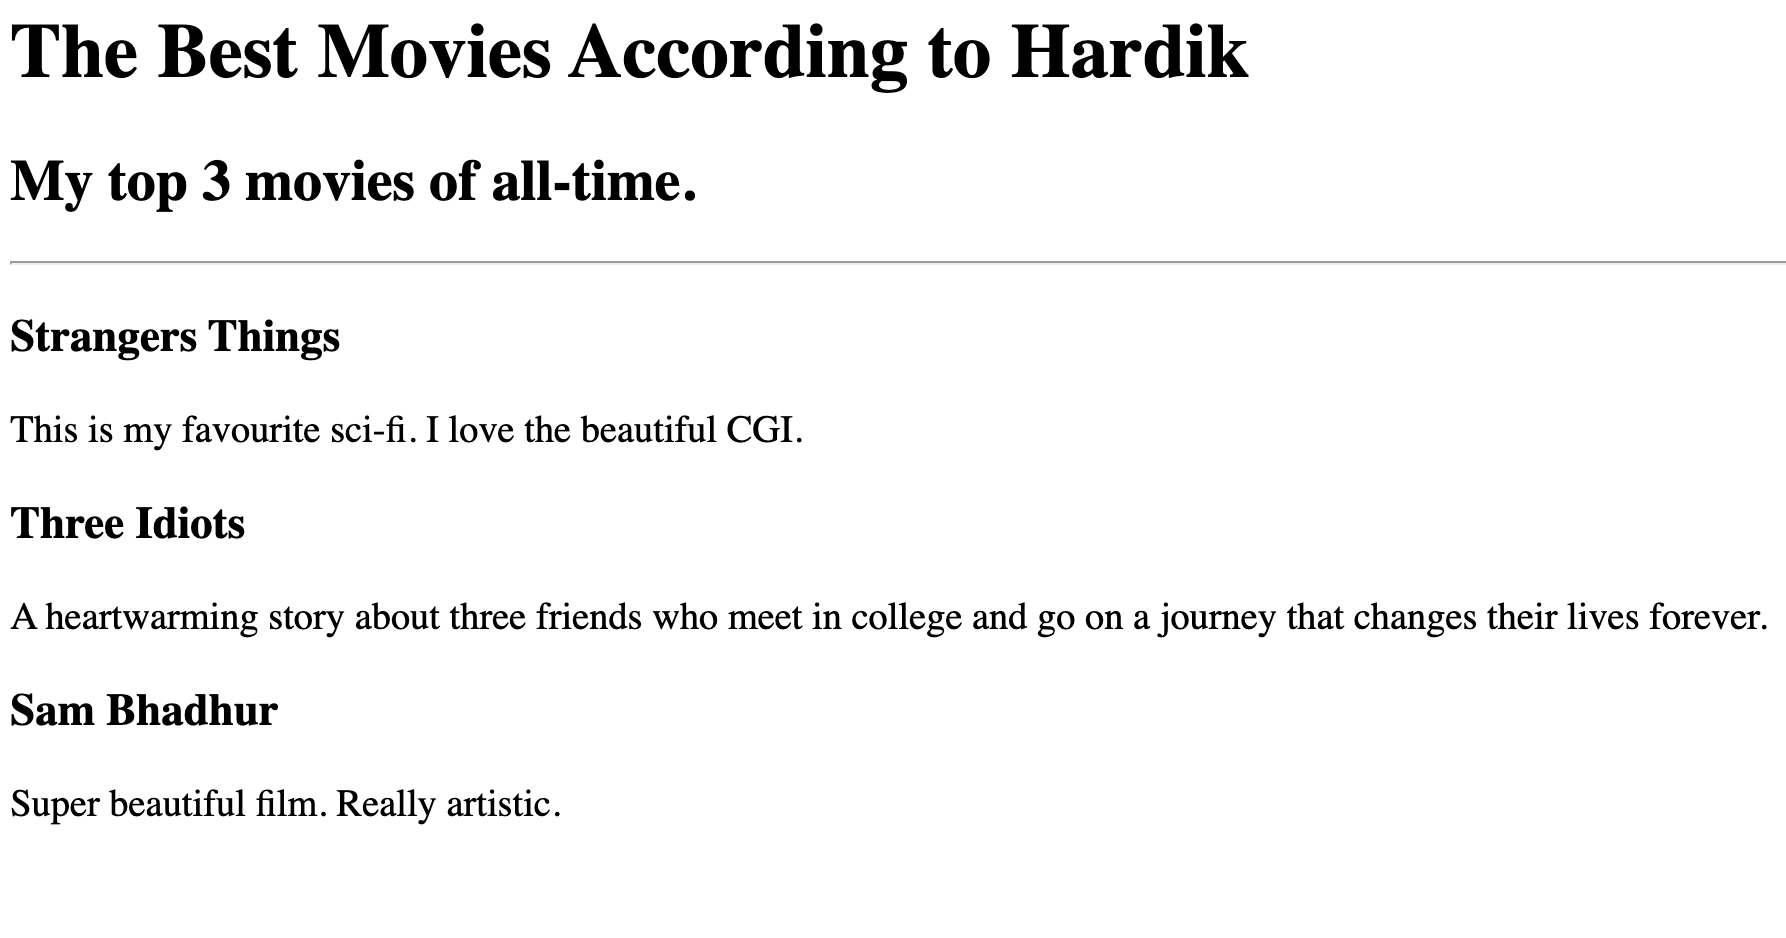 The Best Movies According to Hardik
My top 3 movies of all-time.
Strangers Things
This is my favourite sci-fi. I love the beautiful CGI.
Three Idiots
A heartwarming story about three friends who meet in college and go on a journey that changes their lives forever.
Sam Bhadhur
Super beautiful film. Really artistic.